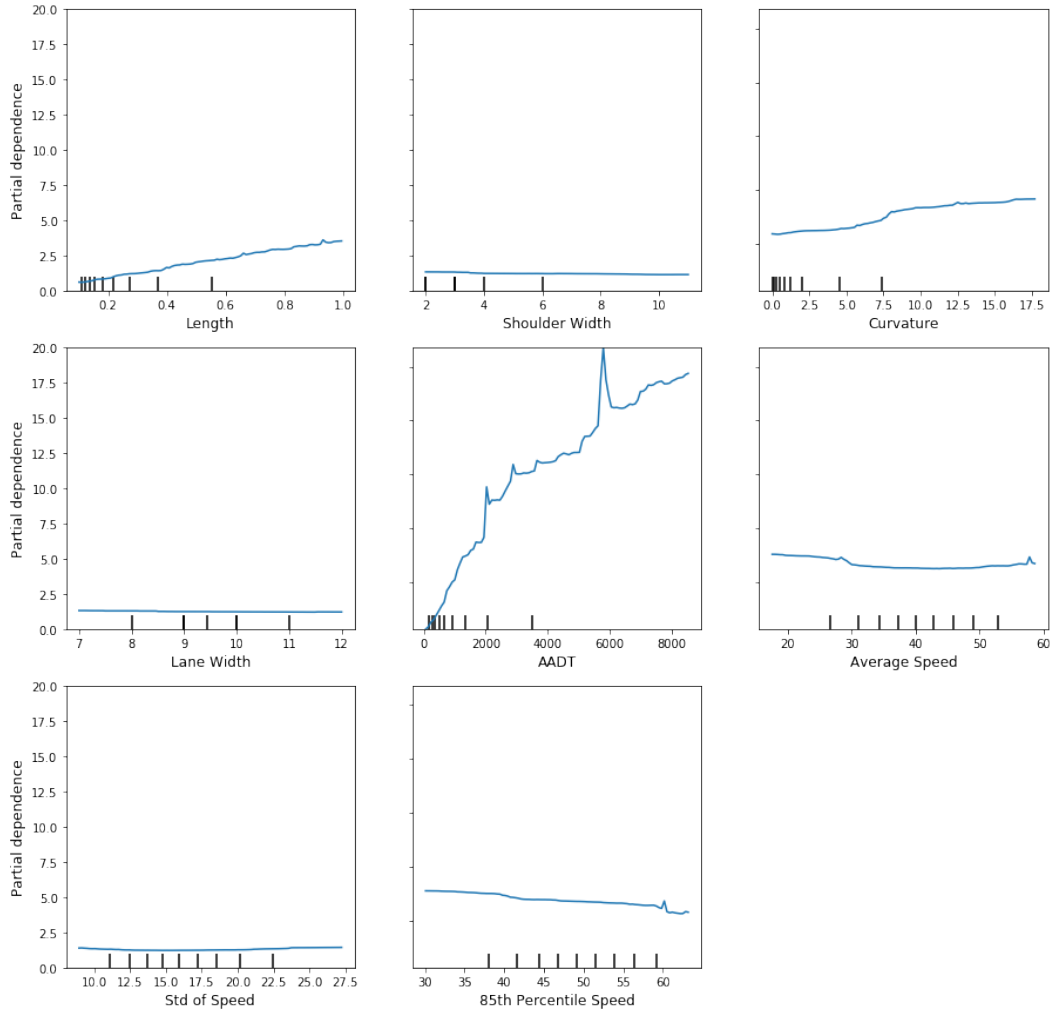 20.0
17.5
15.0
12.5
10.0
7.5
5.0
2.5
0.0
Partial dependence
0.2 0.4 0.6 0.8 1.0
Length
2 4 6 8 10
Shoulder Width
0.0 2.5 5.0 7.5 10.0 12.5 15.0 17.5
Curvature
20.0
17.5
15.0
12.5
10.0
7.5
5.0
2.5
0.0
Partial dependence
7 8 9 10 11 12
Lane Width
0 2000 4000 6000 8000
AADT
20 30 40 50 60
Average Speed
20.0
17.5
15.0
12.5
10.0
7.5
5.0
2.5
0.0
Partial dependence
10.0 12.5 15.0 17.5 20.0 22.5 25.0 27.5
Std of Speed
30 35 40 45 50 55 60
85th Percentile Speed